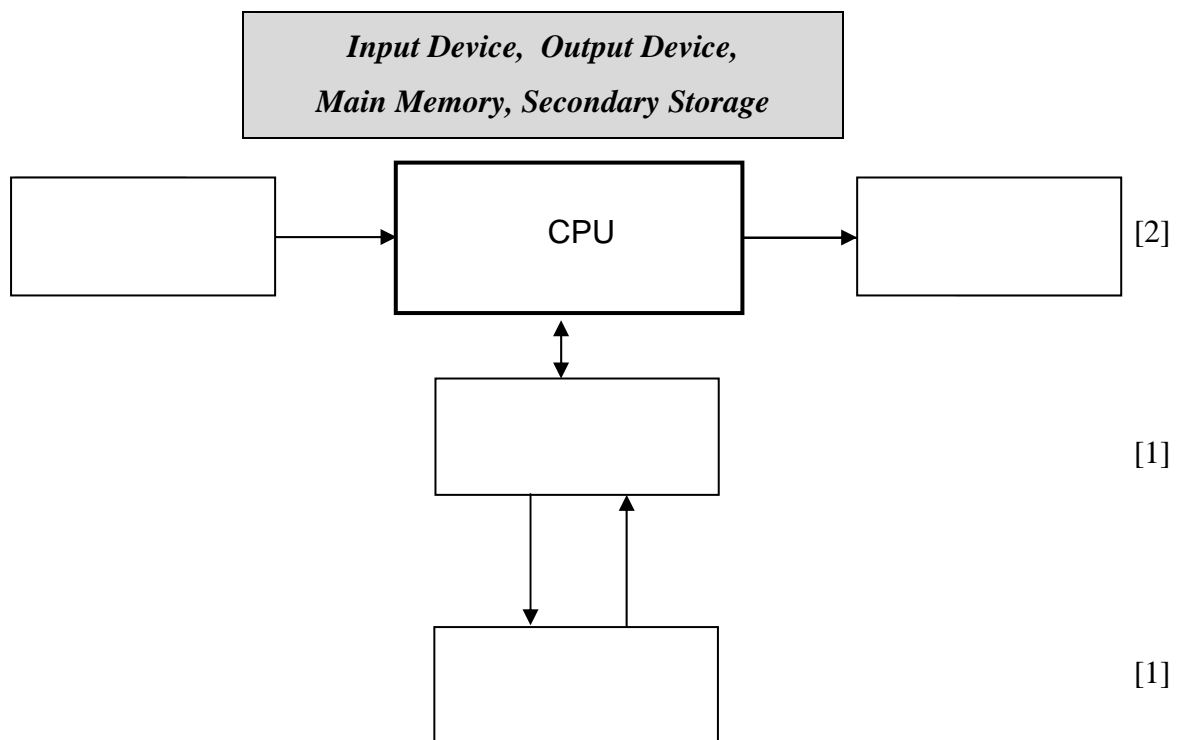 Input Device, Output Device,
Main Memory, Secondary Storage
CPU
[2]
[1]
[1]